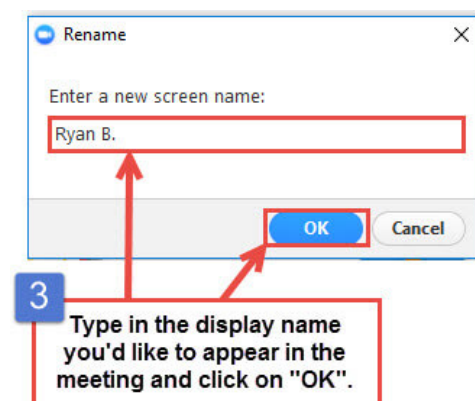 Rename
Enter a new screen name:
Ryan B.
OK Cancel
3
Type in the display name
you'd like to appear in the
meeting and click on "OK".